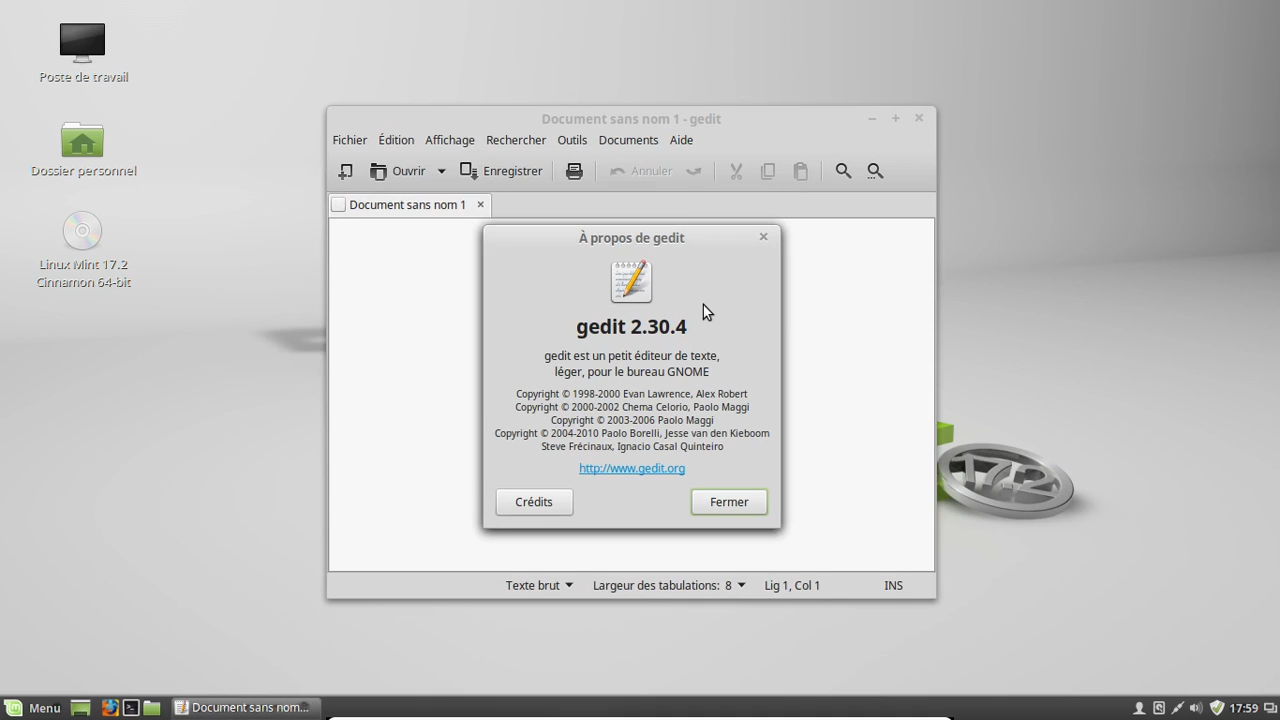 Poste de travail
Dossier personnel
Linux Mint 17.2
Cinnamon 64-bit
Document sans nom 1 - gedit
Fichier Édition Affichage Rechercher Outils Documents Aide
Ouvrir Enregistrer Annuler
Document sans nom 1
À propos de gedit
gedit 2.30.4
gedit est un petit éditeur de texte,
léger, pour le bureau GNOME
Copyright © 1998-2000 Evan Lawrence, Alex Robert
Copyright © 2000-2002 Chema Celorio, Paolo Maggi
Copyright © 2003-2006 Paolo Maggi
Copyright © 2004-2010 Paolo Borelli, Jesse van den Kieboom
Steve Frécinaux, Ignacio Casal Quinteiro
http://www.gedit.org
Crédits Fermer
17.2
Texte brut Largeur des tabulations: 8 Lig 1, Col 1 INS
Menu Document sans nom... 17:59